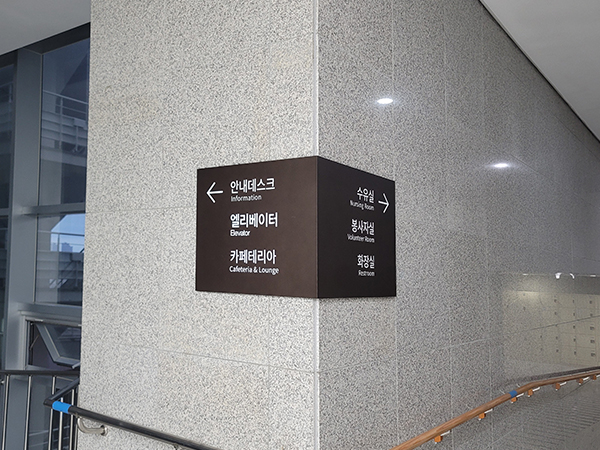 안내데스크
Information
엘리베이터
Elevator
카페테리아
Cafeteria & Lounge
수유실
Nursing Room
봉사자실
Volunteer Room
화장실
Restroom